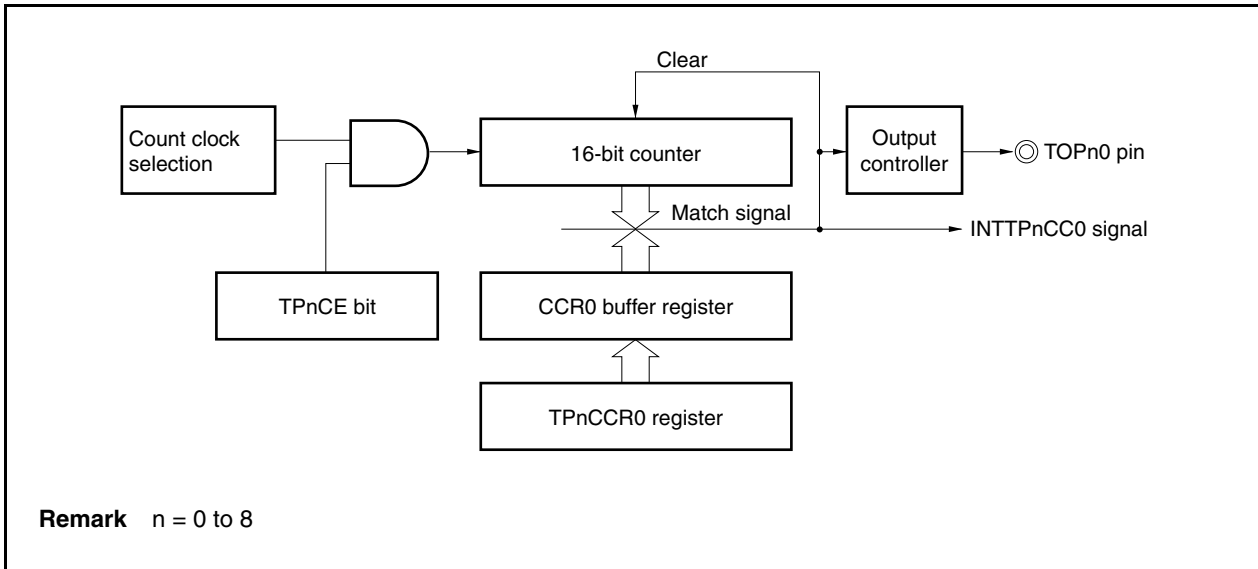 Clear
Count clock
selection
16-bit counter
Output
controller
TOPn0 pin
Match signal
INTTPnCC0 signal
TPnCE bit
CCR0 buffer register
TPnCCR0 register
Remark n = 0 to 8